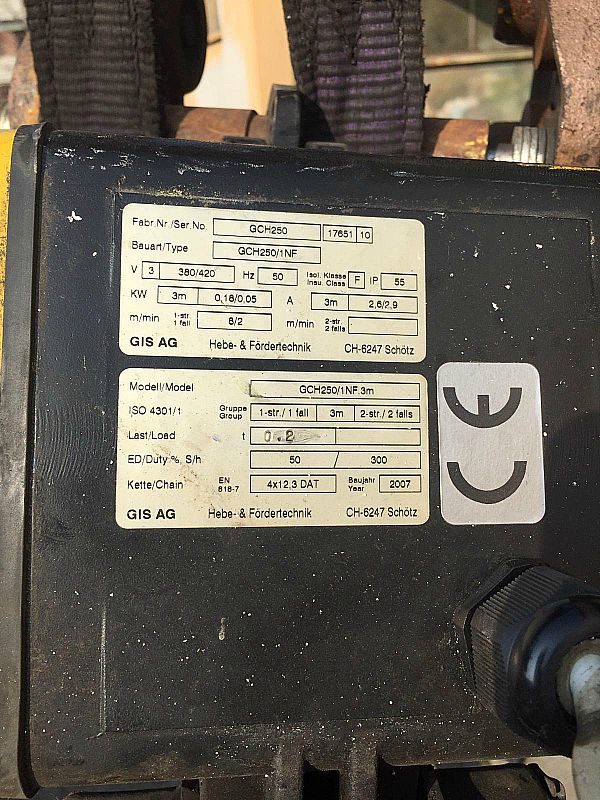 Fabr.Nr./Ser.No. GCH250 17651 10
Bauart/Type GCH250/1NF
V 3 380/420 Hz 50 Isol. Klasse Insu. Class F IP 55
KW 3m 0,18/0,05 A 3m 2,6/2,9
m/min 1-str. 1 fall 8/2 m/min 2-str. 2 falls
GIS AG Hebe- & Fördertechnik CH-6247 Schötz
Modell/Model GCH250/1NF.3m
ISO 4301/1 Gruppe Group 1-str./1 fall 3m 2-str./2 falls
Last/Load t 0.2
ED/Duty %, S/h 50 / 300
Kette/Chain EN 818-7 4x12,3 DAT Baujahr Year 2007
GIS AG Hebe- & Fördertechnik CH-6247 Schötz
CE